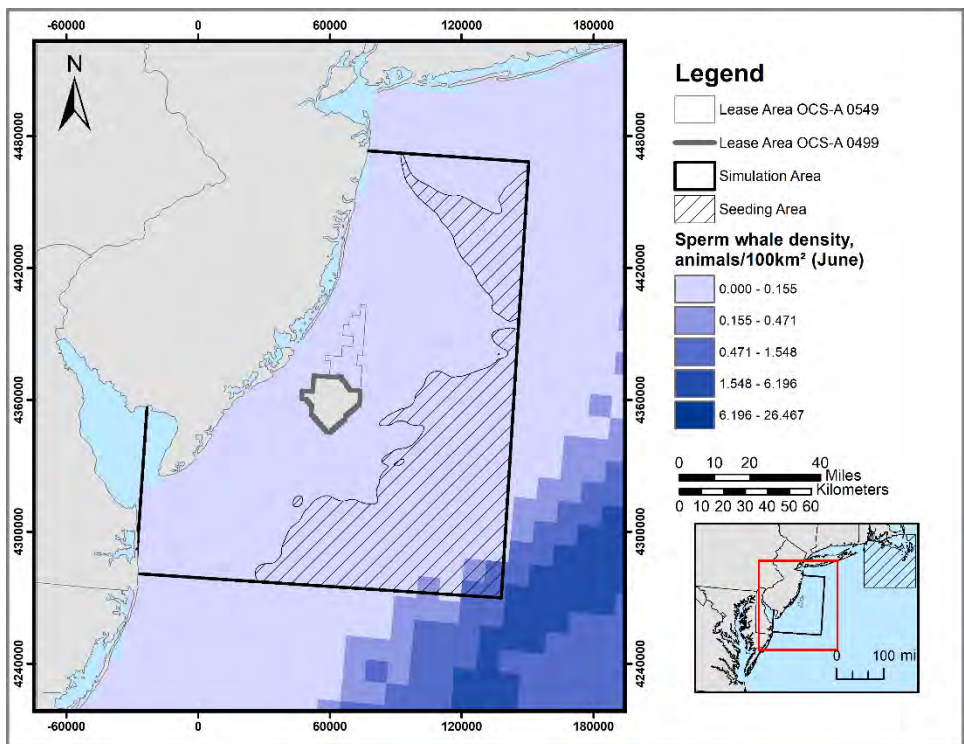 -60000 0 60000 120000 180000
N
4480000 4480000
4420000 4420000
4360000 4360000
4300000 4300000
4240000 4240000
-60000 0 60000 120000 180000
Legend
Lease Area OCS-A 0549
Lease Area OCS-A 0499
Simulation Area
Seeding Area
Sperm whale density,
animals/100km² (June)
0.000 - 0.155
0.155 - 0.471
0.471 - 1.548
1.548 - 6.196
6.196 - 26.467
0 10 20 40
Miles
Kilometers
0 10 20 30 40 50 60
0 100 mi